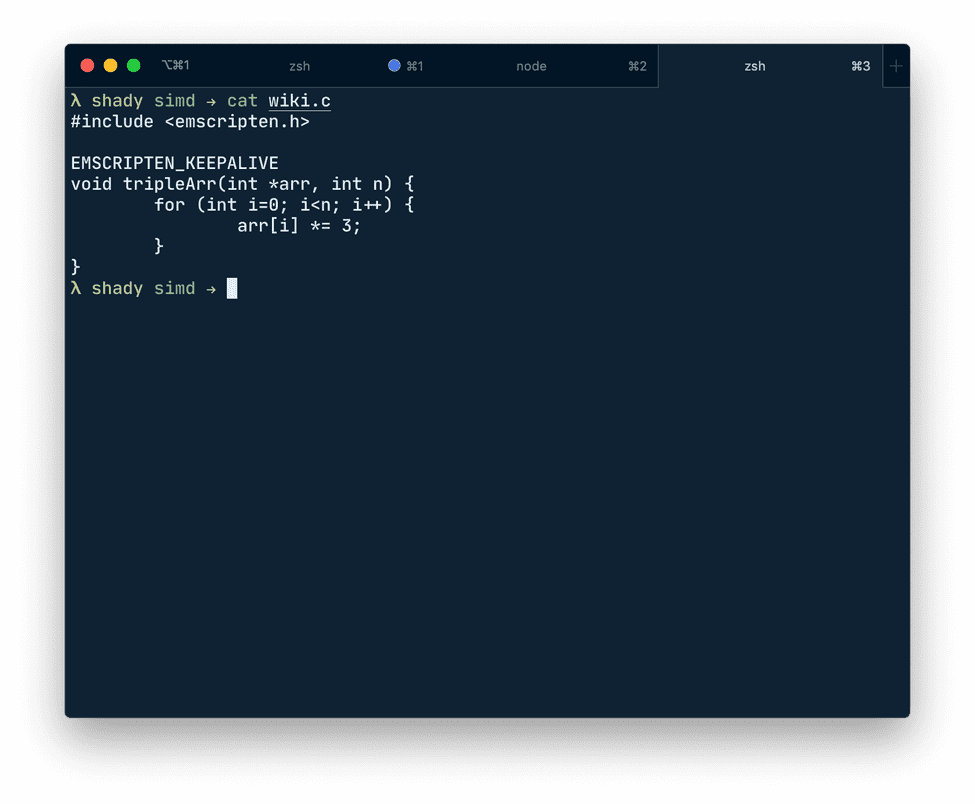 ⌥⌘1 zsh ⌘1 node ⌘2 zsh ⌘3 +
λ shady simd → cat wiki.c
#include <emscripten.h>
EMSCRIPTEN_KEEPALIVE
void tripleArr(int *arr, int n) {
        for (int i=0; i<n; i++) {
                arr[i] *= 3;
        }
}
λ shady simd →